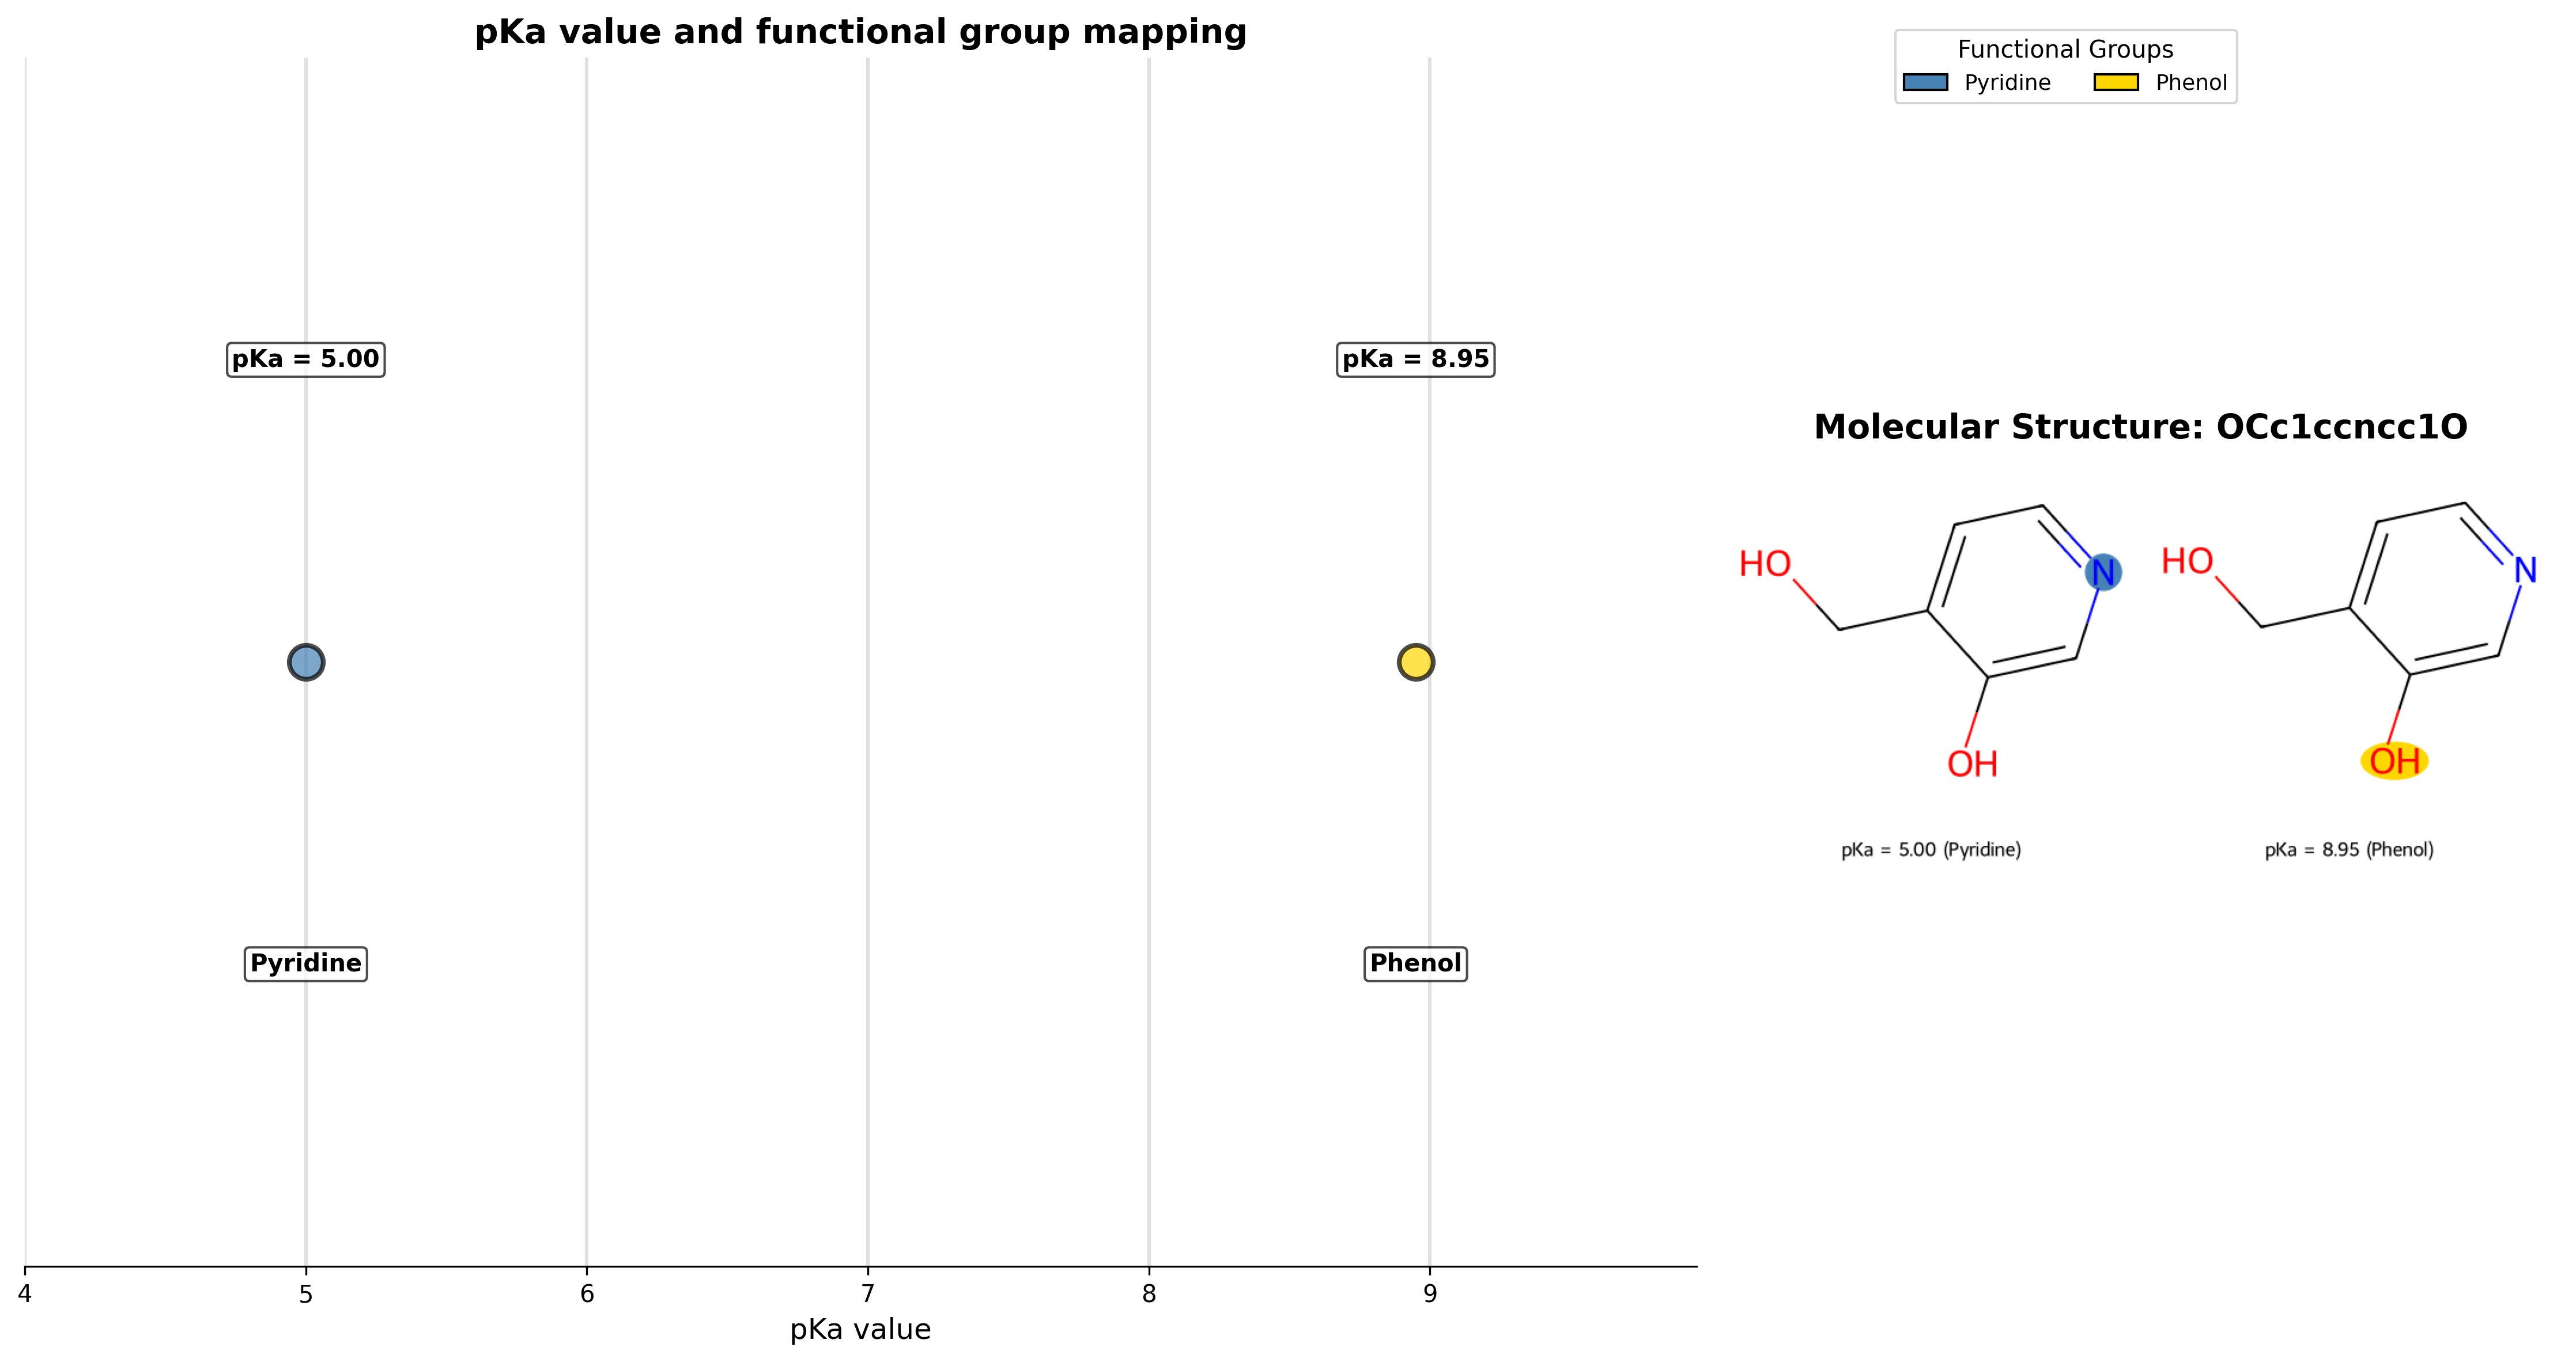 pKa value and functional group mapping
Functional Groups
Pyridine Phenol
pKa = 5.00 pKa = 8.95
Pyridine Phenol
4 5 6 7 8 9
pKa value
Molecular Structure: OCc1ccncc1O
HO N HO N
OH OH
pKa = 5.00 (Pyridine) pKa = 8.95 (Phenol)